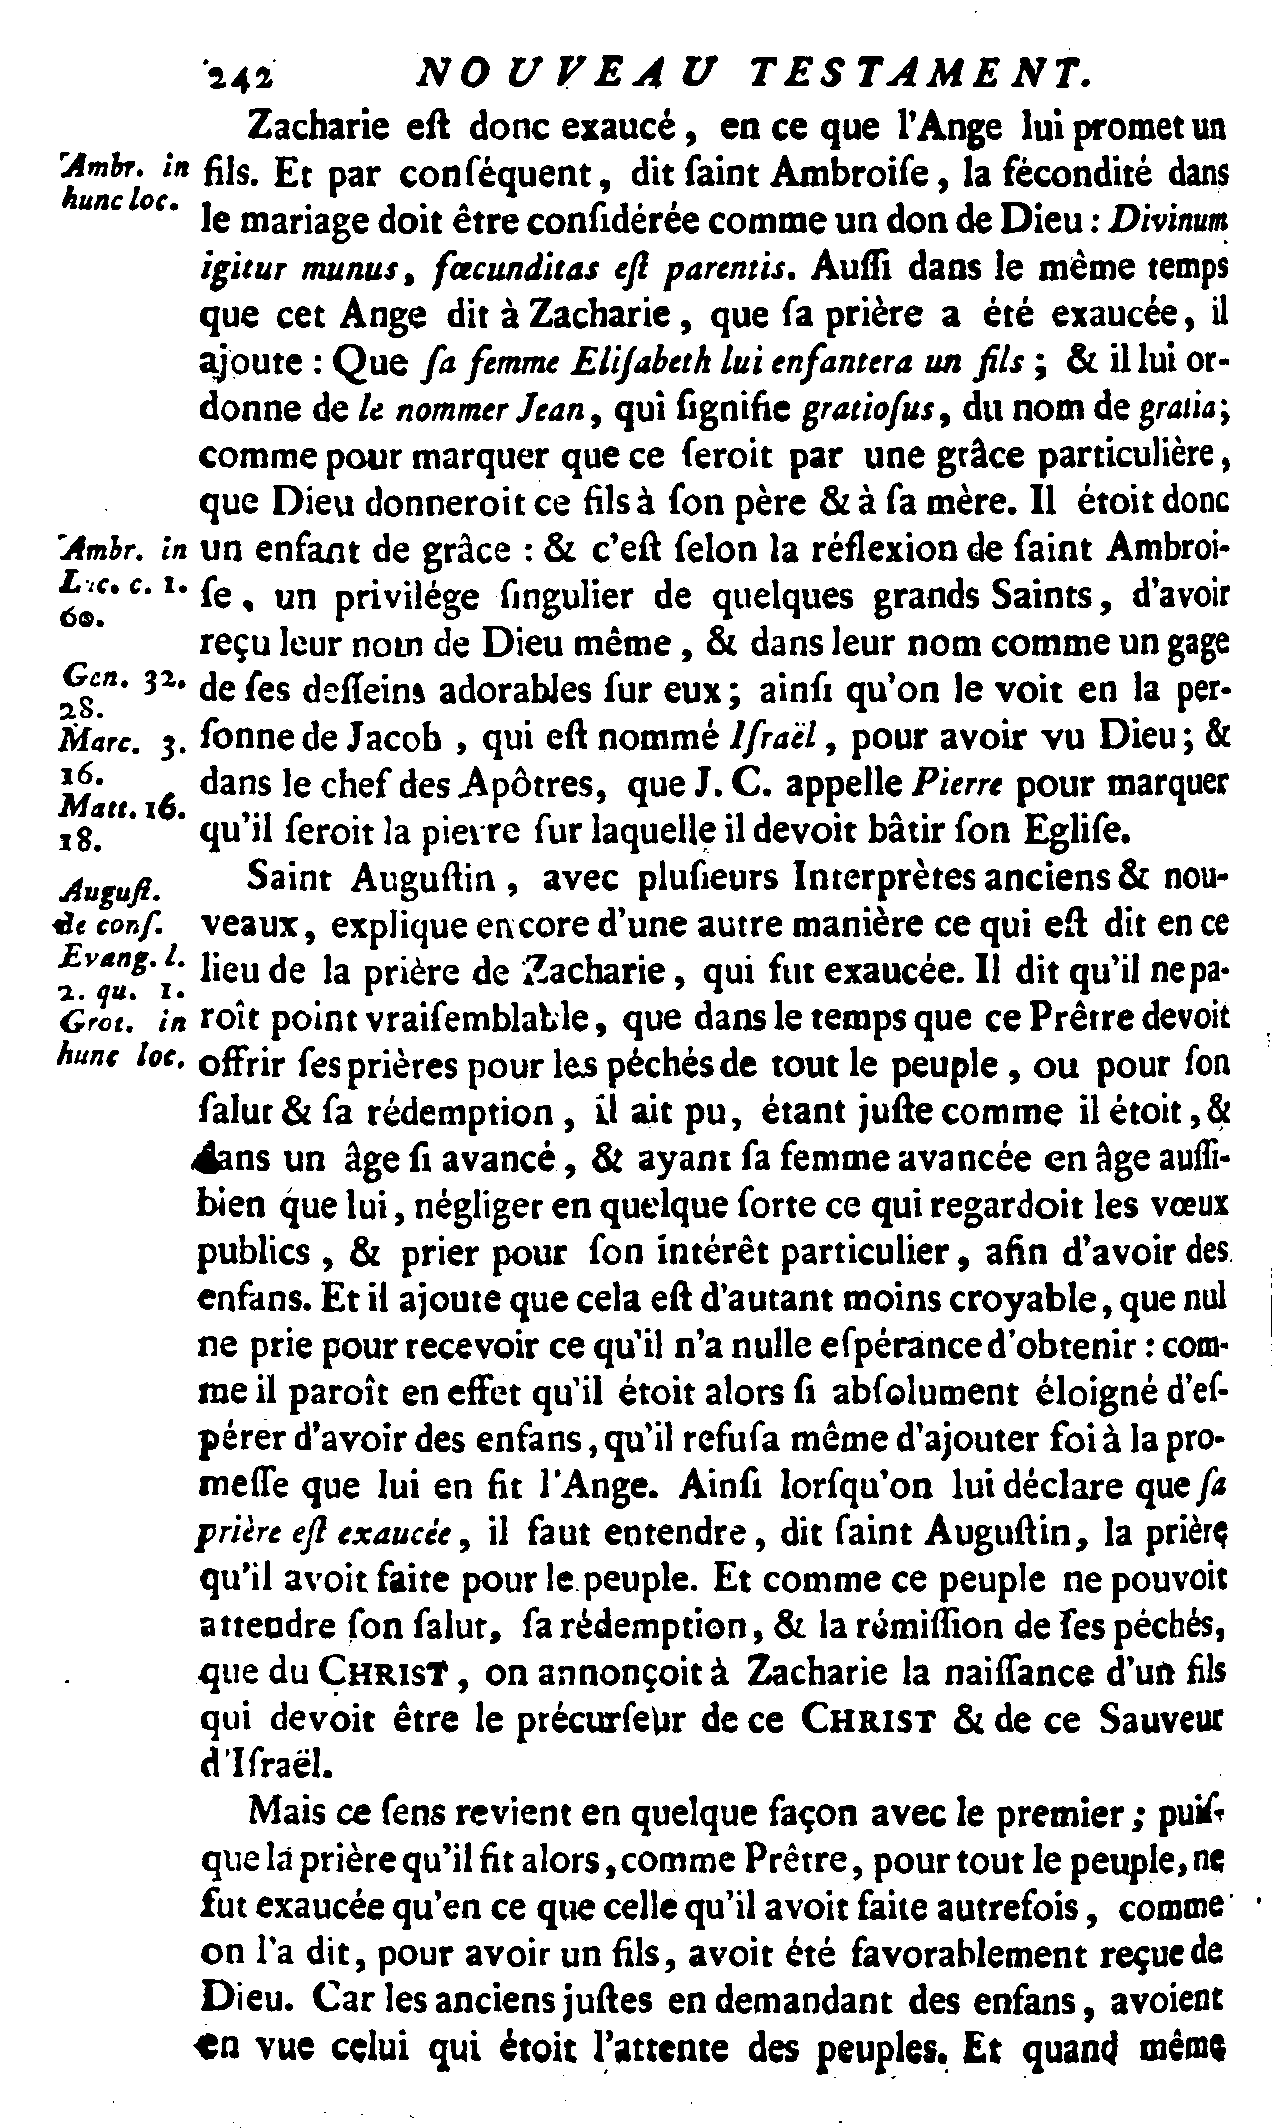 242 NOUVEAU TESTAMENT.
Zacharie eſt donc exaucé, en ce que l'Ange lui promet un
Ambr. in
hunc loc.
fils. Et par conſéquent, dit ſaint Ambroiſe, la fécondité dans
le mariage doit être conſidérée comme un don de Dieu : Divinum
igitur munus, fœcunditas eſt parentis. Auſſi dans le même temps
que cet Ange dit à Zacharie, que ſa prière a été exaucée, il
ajoute : Que ſa femme Eliſabeth lui enfantera un fils ; & il lui or-
donne de le nommer Jean, qui ſignifie gratioſus, du nom de gratia;
comme pour marquer que ce ſeroit par une grâce particulière,
que Dieu donneroit ce fils à ſon père & à ſa mère. Il étoit donc
Ambr. in
Luc. c. 1.
60.
un enfant de grâce : & c'eſt ſelon la réflexion de ſaint Ambroi-
ſe, un privilége ſingulier de quelques grands Saints, d'avoir
reçu leur nom de Dieu même, & dans leur nom comme un gage
Gen. 32.
28.
Marc. 3.
16.
Matt. 16.
18.
de ſes deſſeins adorables ſur eux ; ainſi qu'on le voit en la per-
ſonne de Jacob, qui eſt nommé Iſraël, pour avoir vu Dieu ; &
dans le chef des Apôtres, que J. C. appelle Pierre pour marquer
qu'il ſeroit la pierre ſur laquelle il devoit bâtir ſon Egliſe.
Auguſt.
de conſ.
Evang. l.
2. qu. 1.
Grot. in
hunc loc.
Saint Auguſtin, avec pluſieurs Interprètes anciens & nou-
veaux, explique encore d'une autre manière ce qui eſt dit en ce
lieu de la prière de Zacharie, qui fut exaucée. Il dit qu'il ne pa-
roît point vraiſemblable, que dans le temps que ce Prêtre devoit
offrir ſes prières pour les péchés de tout le peuple, ou pour ſon
ſalut & ſa rédemption, il ait pu, étant juſte comme il étoit, &
dans un âge ſi avancé, & ayant ſa femme avancée en âge auſſi-
bien que lui, négliger en quelque ſorte ce qui regardoit les vœux
publics, & prier pour ſon intérêt particulier, afin d'avoir des
enfans. Et il ajoute que cela eſt d'autant moins croyable, que nul
ne prie pour recevoir ce qu'il n'a nulle eſpérance d'obtenir : com-
me il paroît en effet qu'il étoit alors ſi abſolument éloigné d'eſ-
pérer d'avoir des enfans, qu'il refuſa même d'ajouter foi à la pro-
meſſe que lui en fit l'Ange. Ainſi lorſqu'on lui déclare que ſa
prière eſt exaucée, il faut entendre, dit ſaint Auguſtin, la prière
qu'il avoit faite pour le peuple. Et comme ce peuple ne pouvoit
attendre ſon ſalut, ſa rédemption, & la rémiſſion de ſes péchés,
que du CHRIST, on annonçoit à Zacharie la naiſſance d'un fils
qui devoit être le précurſeur de ce CHRIST & de ce Sauveur
d'Iſraël.
Mais ce ſens revient en quelque façon avec le premier ; puiſ-
que la prière qu'il fit alors, comme Prêtre, pour tout le peuple, ne
fut exaucée qu'en ce que celle qu'il avoit faite autrefois, comme
on l'a dit, pour avoir un fils, avoit été favorablement reçue de
Dieu. Car les anciens juſtes en demandant des enfans, avoient
en vue celui qui étoit l'attente des peuples. Et quand même